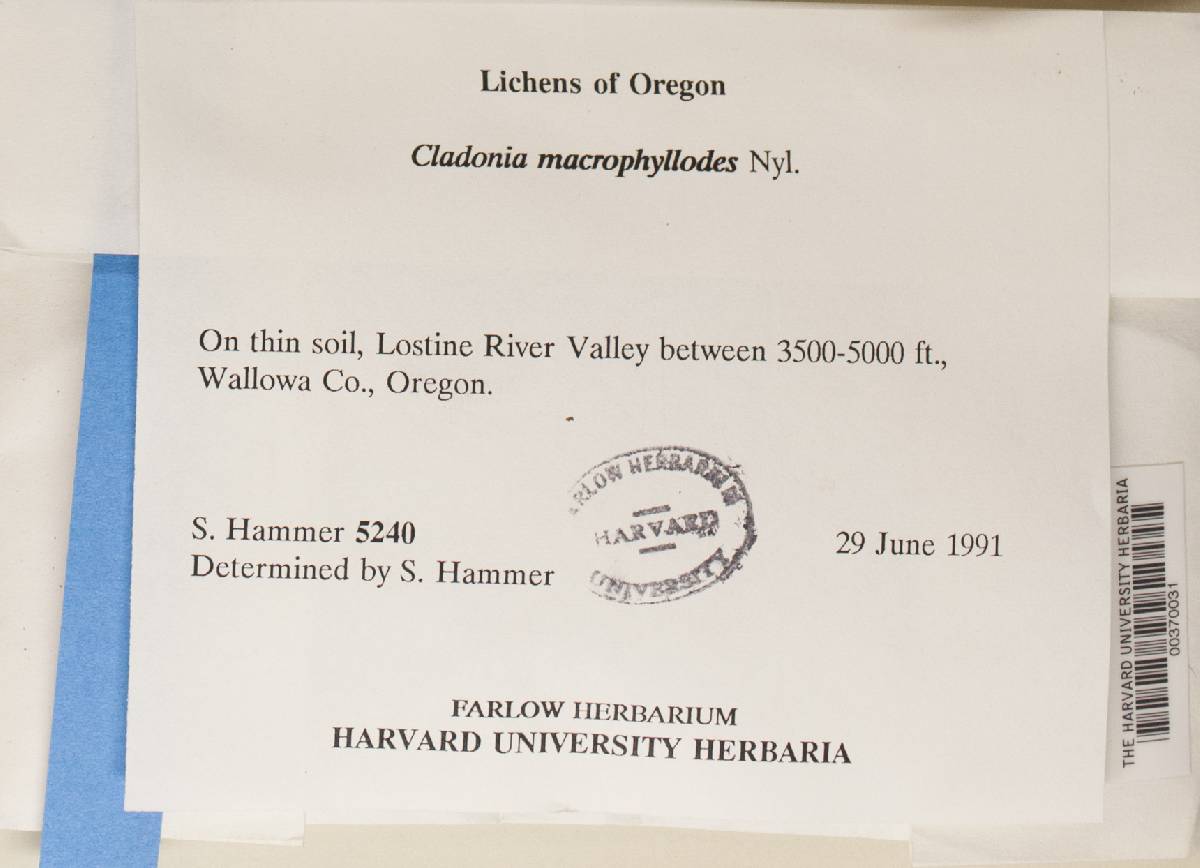 Lichens of Oregon
Cladonia macrophyllodes Nyl.
On thin soil, Lostine River Valley between 3500-5000 ft.,
Wallowa Co., Oregon.
S. Hammer 5240
Determined by S. Hammer
29 June 1991
HARVARD
UNIVERSITY
FARLOW HERBARIUM
HARVARD UNIVERSITY HERBARIA
THE HARVARD UNIVERSITY HERBARIA
00370031